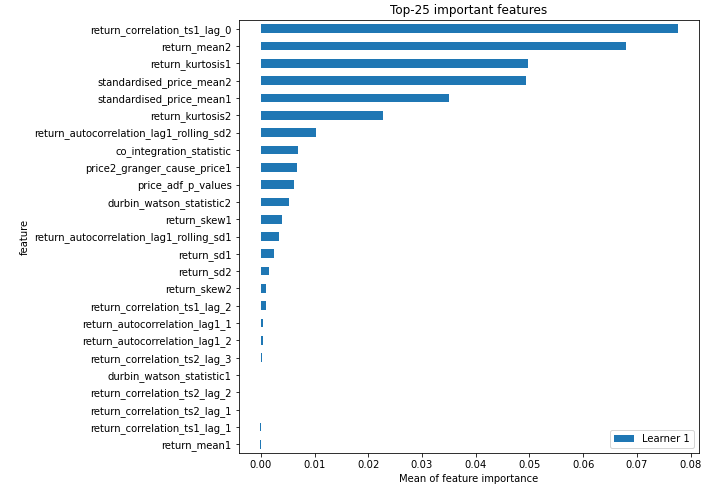 Top-25 important features
return_correlation_ts1_lag_0
return_mean2
return_kurtosis1
standardised_price_mean2
standardised_price_mean1
return_kurtosis2
return_autocorrelation_lag1_rolling_sd2
co_integration_statistic
price2_granger_cause_price1
price_adf_p_values
durbin_watson_statistic2
return_skew1
return_autocorrelation_lag1_rolling_sd1
return_sd1
return_sd2
return_skew2
return_correlation_ts1_lag_2
return_autocorrelation_lag1_1
return_autocorrelation_lag1_2
return_correlation_ts2_lag_3
durbin_watson_statistic1
return_correlation_ts2_lag_2
return_correlation_ts2_lag_1
return_correlation_ts1_lag_1
return_mean1
feature
Learner 1
0.00 0.01 0.02 0.03 0.04 0.05 0.06 0.07 0.08
Mean of feature importance